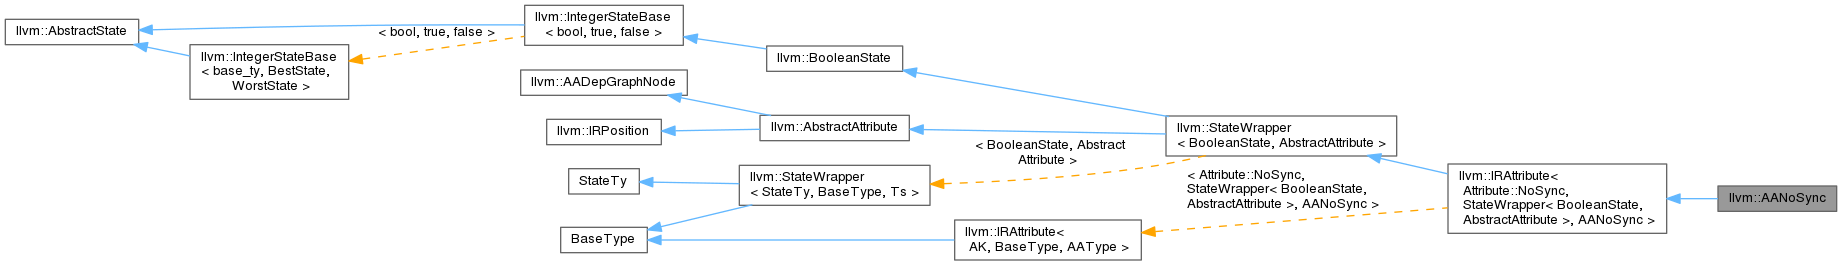 llvm::AbstractState
< bool, true, false >
llvm::IntegerStateBase
< bool, true, false >
llvm::IntegerStateBase
< base_ty, BestState,
WorstState >
llvm::BooleanState
llvm::AADepGraphNode
llvm::IRPosition
llvm::AbstractAttribute
llvm::StateWrapper
< BooleanState, AbstractAttribute >
< BooleanState, Abstract
Attribute >
StateTy
llvm::StateWrapper
< StateTy, BaseType, Ts >
< Attribute::NoSync,
StateWrapper< BooleanState,
AbstractAttribute >, AANoSync >
llvm::IRAttribute<
Attribute::NoSync,
StateWrapper< BooleanState,
AbstractAttribute >, AANoSync >
llvm::AANoSync
BaseType
llvm::IRAttribute<
AK, BaseType, AAType >